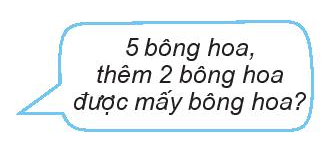 5 bông hoa,
thêm 2 bông hoa
được mấy bông hoa?